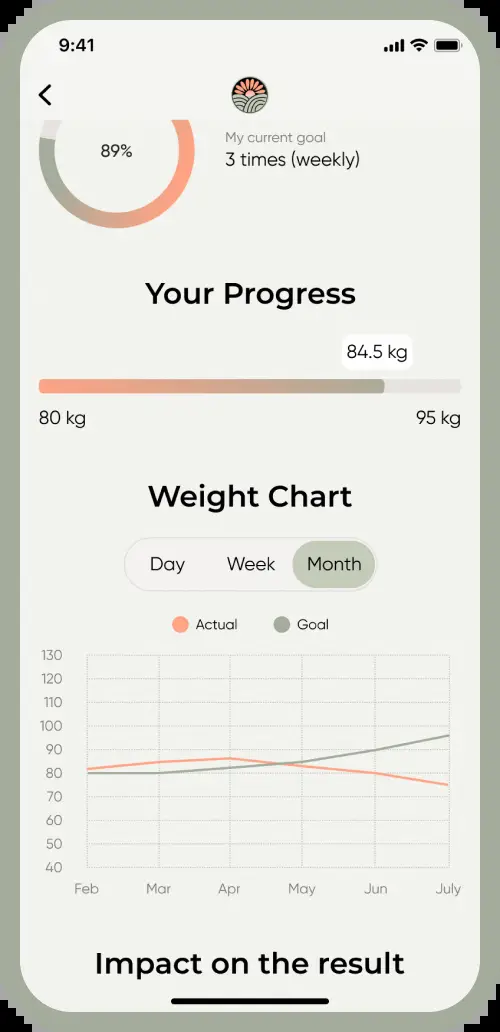 9:41
89%
My current goal
3 times (weekly)
Your Progress
84.5 kg
80 kg 95 kg
Weight Chart
Day Week Month
Actual Goal
130
120
110
100
90
80
70
60
50
40
Feb Mar Apr May Jun July
Impact on the result